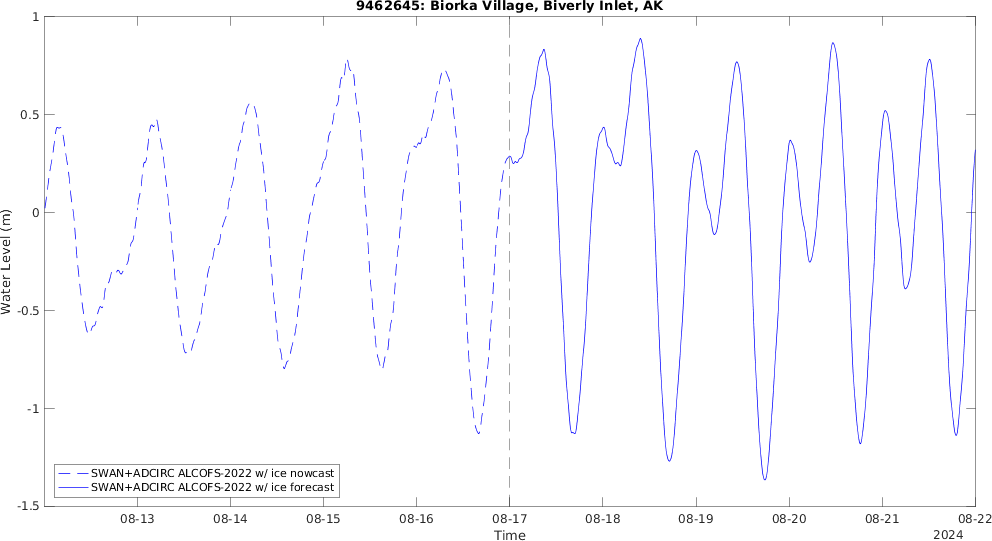 9462645: Biorka Village, Biverly Inlet, AK
Water Level (m)
1
0.5
0
-0.5
-1
-1.5
SWAN+ADCIRC ALCOFS-2022 w/ ice nowcast
SWAN+ADCIRC ALCOFS-2022 w/ ice forecast
08-13 08-14 08-15 08-16 08-17 08-18 08-19 08-20 08-21 08-22
Time
2024